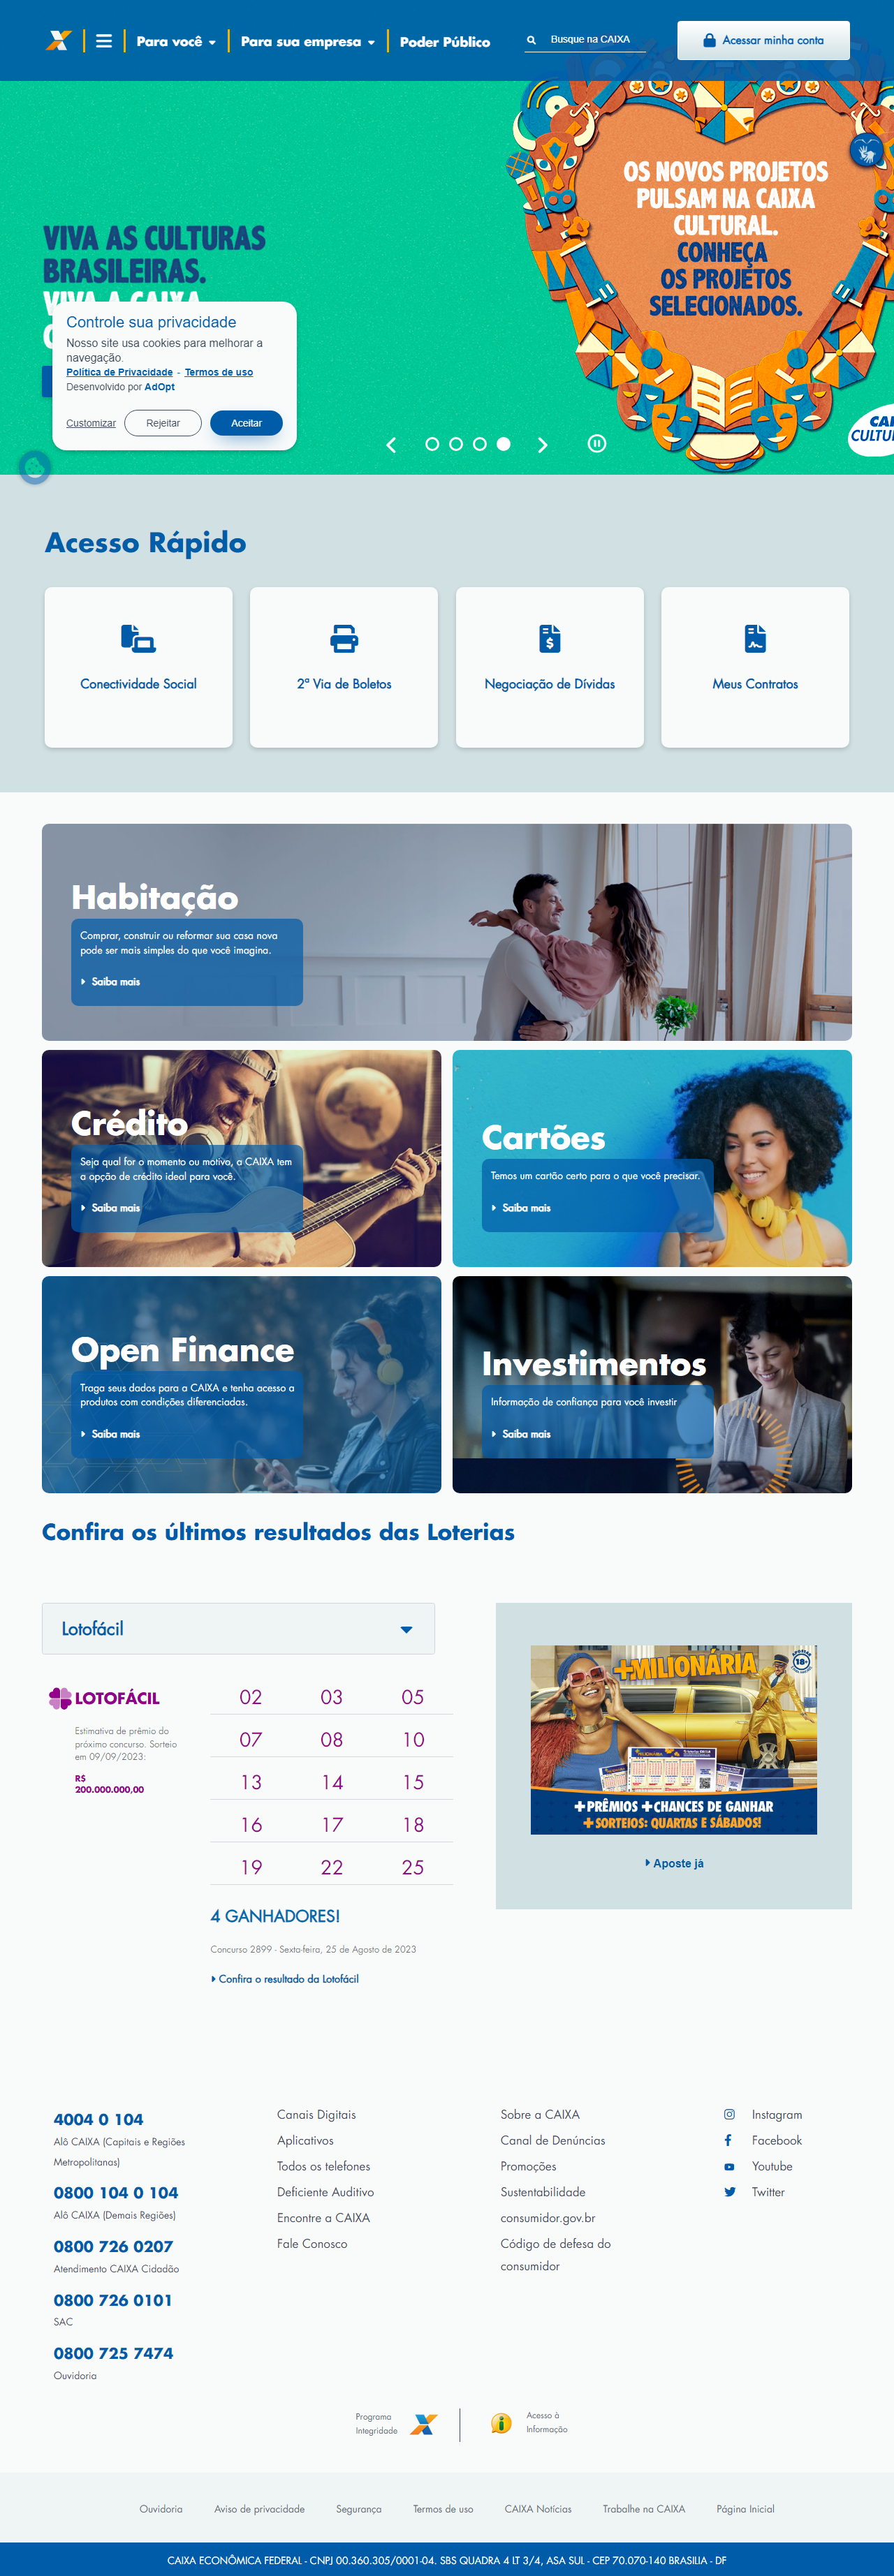 Para você
Para sua empresa
Poder Público
Busque na CAIXA
Acessar minha conta
VIVA AS CULTURAS
BRASILEIRAS.
VIVA A CAIXA
OS NOVOS PROJETOS
PULSAM NA CAIXA
CULTURAL.
CONHEÇA
OS PROJETOS
SELECIONADOS.
Controle sua privacidade
Nosso site usa cookies para melhorar a
navegação.
Política de Privacidade - Termos de uso
Desenvolvido por AdOpt
Customizar
Rejeitar
Aceitar
Acesso Rápido
Conectividade Social
2ª Via de Boletos
Negociação de Dívidas
Meus Contratos
Habitação
Comprar, construir ou reformar sua casa nova
pode ser mais simples do que você imagina.
Saiba mais
Crédito
Seja qual for o momento ou motivo, a CAIXA tem
a opção de crédito ideal para você.
Saiba mais
Cartões
Temos um cartão certo para o que você precisar.
Saiba mais
Open Finance
Traga seus dados para a CAIXA e tenha acesso a
produtos com condições diferenciadas.
Saiba mais
Investimentos
Informação de confiança para você investir
Saiba mais
Confira os últimos resultados das Loterias
Lotofácil
LOTOFÁCIL
Estimativa de prêmio do
próximo concurso. Sorteio
em 09/09/2023:
R$
200.000.000,00
02 03 05
07 08 10
13 14 15
16 17 18
19 22 25
4 GANHADORES!
Concurso 2899 - Sexta-feira, 25 de Agosto de 2023
Confira o resultado da Lotofácil
+MILIONÁRIA
18+
+PRÊMIOS +CHANCES DE GANHAR
+SORTEIOS: QUARTAS E SÁBADOS!
Aposte já
4004 0 104
Alô CAIXA (Capitais e Regiões
Metropolitanas)
0800 104 0 104
Alô CAIXA (Demais Regiões)
0800 726 0207
Atendimento CAIXA Cidadão
0800 726 0101
SAC
0800 725 7474
Ouvidoria
Canais Digitais
Aplicativos
Todos os telefones
Deficiente Auditivo
Encontre a CAIXA
Fale Conosco
Sobre a CAIXA
Canal de Denúncias
Promoções
Sustentabilidade
consumidor.gov.br
Código de defesa do
consumidor
Instagram
Facebook
Youtube
Twitter
Programa
Integridade
Acesso à
Informação
Ouvidoria
Aviso de privacidade
Segurança
Termos de uso
CAIXA Notícias
Trabalhe na CAIXA
Página Inicial
CAIXA ECONÔMICA FEDERAL - CNPJ 00.360.305/0001-04. SBS QUADRA 4 LT 3/4, ASA SUL - CEP 70.070-140 BRASILIA - DF